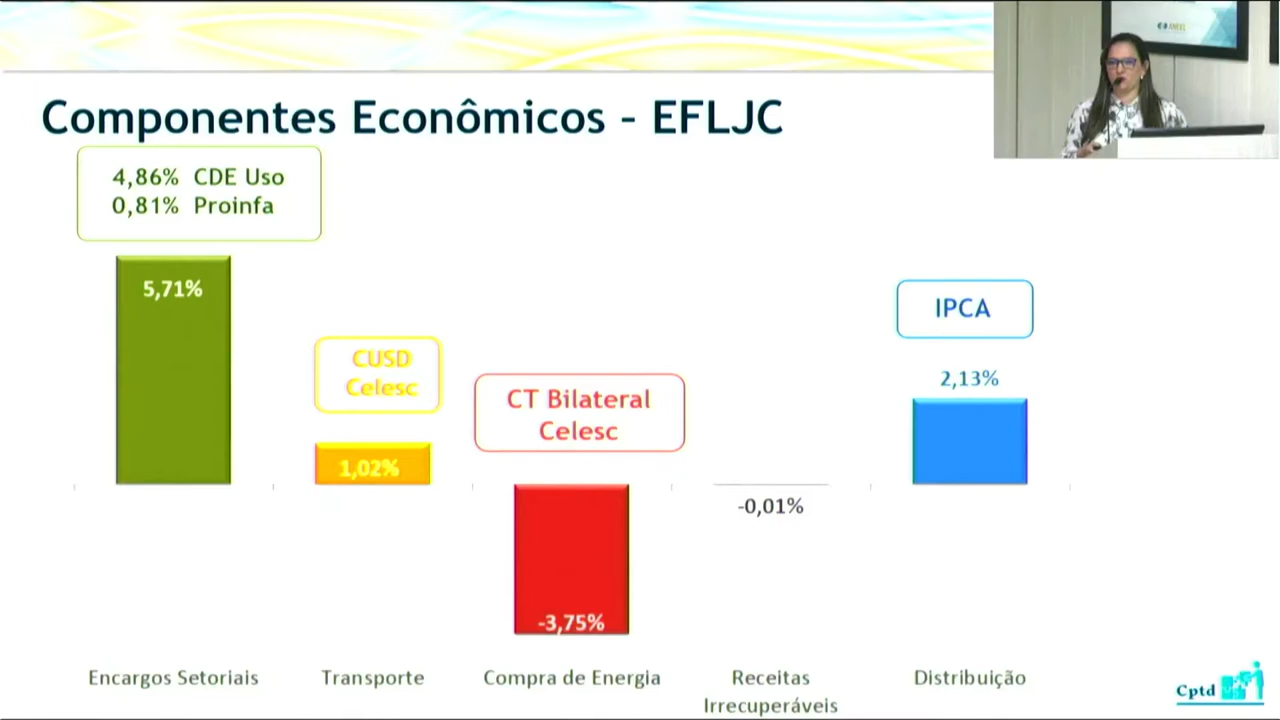 Componentes Econômicos - EFLJC
4,86% CDE Uso
0,81% Proinfa
5,71%
CUSD
Celesc
1,02%
CT Bilateral
Celesc
-3,75%
-0,01%
IPCA
2,13%
Encargos Setoriais
Transporte
Compra de Energia
Receitas
Irrecuperáveis
Distribuição
Cptd